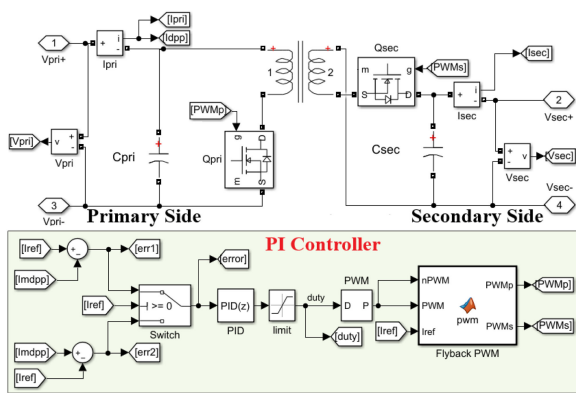 1
Vpri+
+
-
i
Ipri
[Ipri]
[Idpp]
+
1
2
+
Qsec
m
g
S
D
[PWMs]
+
-
i
Isec
[Isec]
2
Vsec+
[Vpri]
v
+
-
Vpri
+
Cpri
[PWMp]
g
D
m
S
Qpri
Csec
+
+
-
v
Vsec
[Vsec]
3
Vpri-
Primary Side
Secondary Side
Vsec-
4
PI Controller
[Iref]
[Imdpp]
+
−
[err1]
[Iref]
>= 0
Switch
[error]
PID(z)
PID
limit
duty
[duty]
PWM
D P
nPWM
PWM
Iref
pwm
PWMp
PWMs
Flyback PWM
[Iref]
[PWMp]
[PWMs]
[Imdpp]
[Iref]
+
−
[err2]